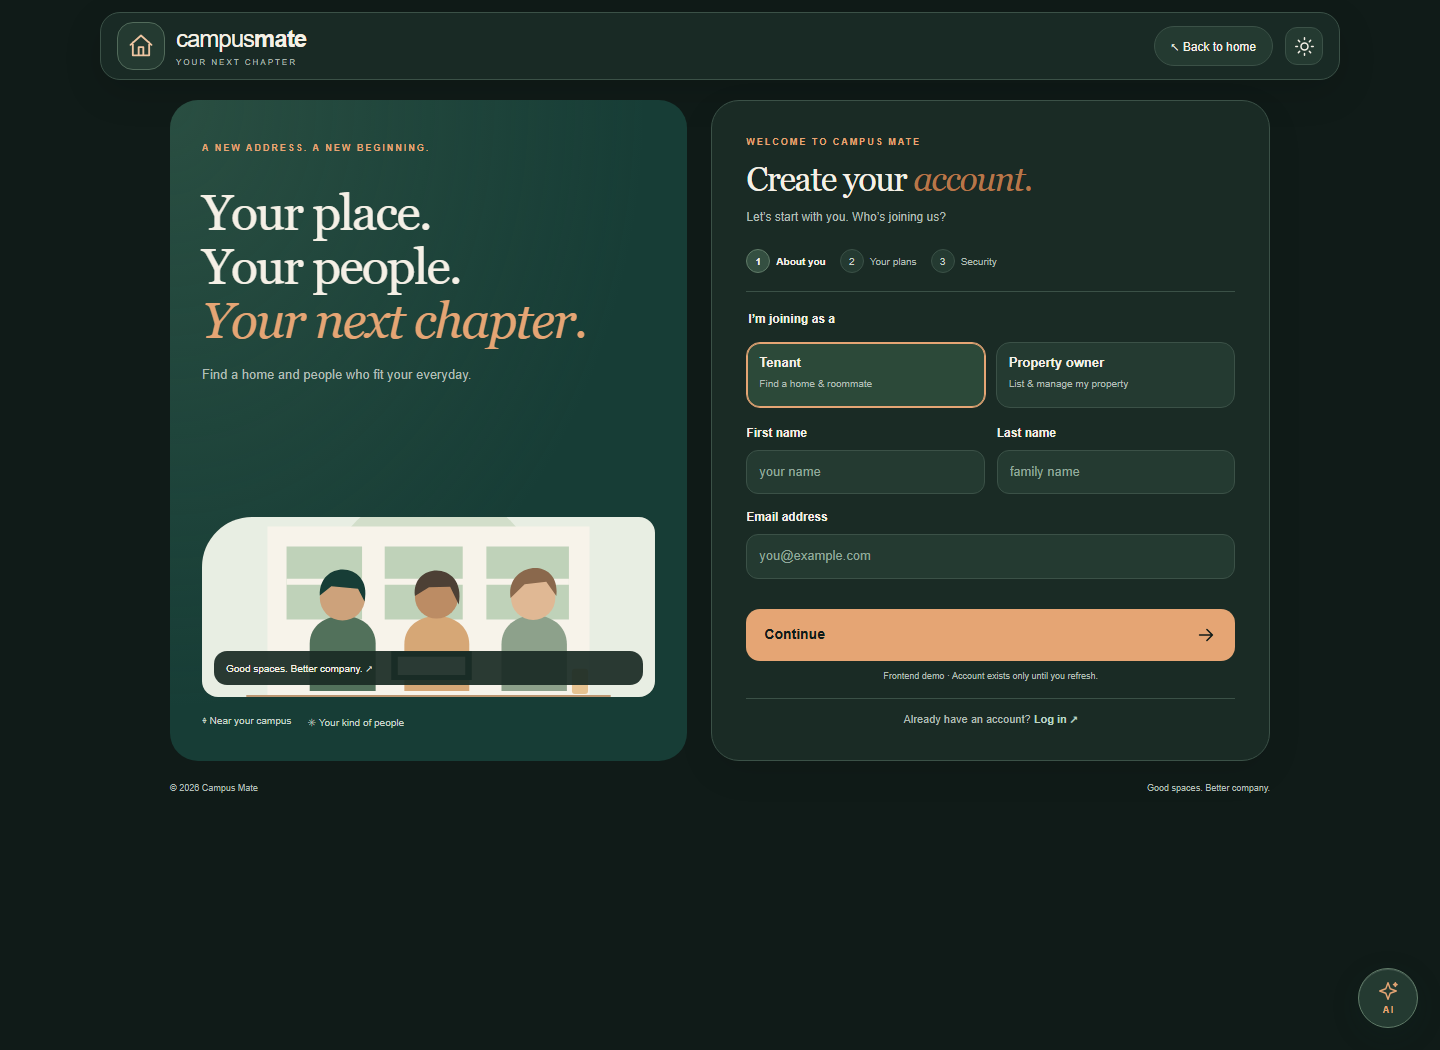 campusmate
YOUR NEXT CHAPTER
↖ Back to home
A NEW ADDRESS. A NEW BEGINNING.
Your place.
Your people.
Your next chapter.
Find a home and people who fit your everyday.
Good spaces. Better company. ↗
⌖ Near your campus
✳ Your kind of people
WELCOME TO CAMPUS MATE
Create your account.
Let's start with you. Who's joining us?
1 About you
2 Your plans
3 Security
I'm joining as a
Tenant
Find a home & roommate
Property owner
List & manage my property
First name
Last name
your name
family name
Email address
you@example.com
Continue →
Frontend demo · Account exists only until you refresh.
Already have an account? Log in ↗
© 2026 Campus Mate
Good spaces. Better company.
AI